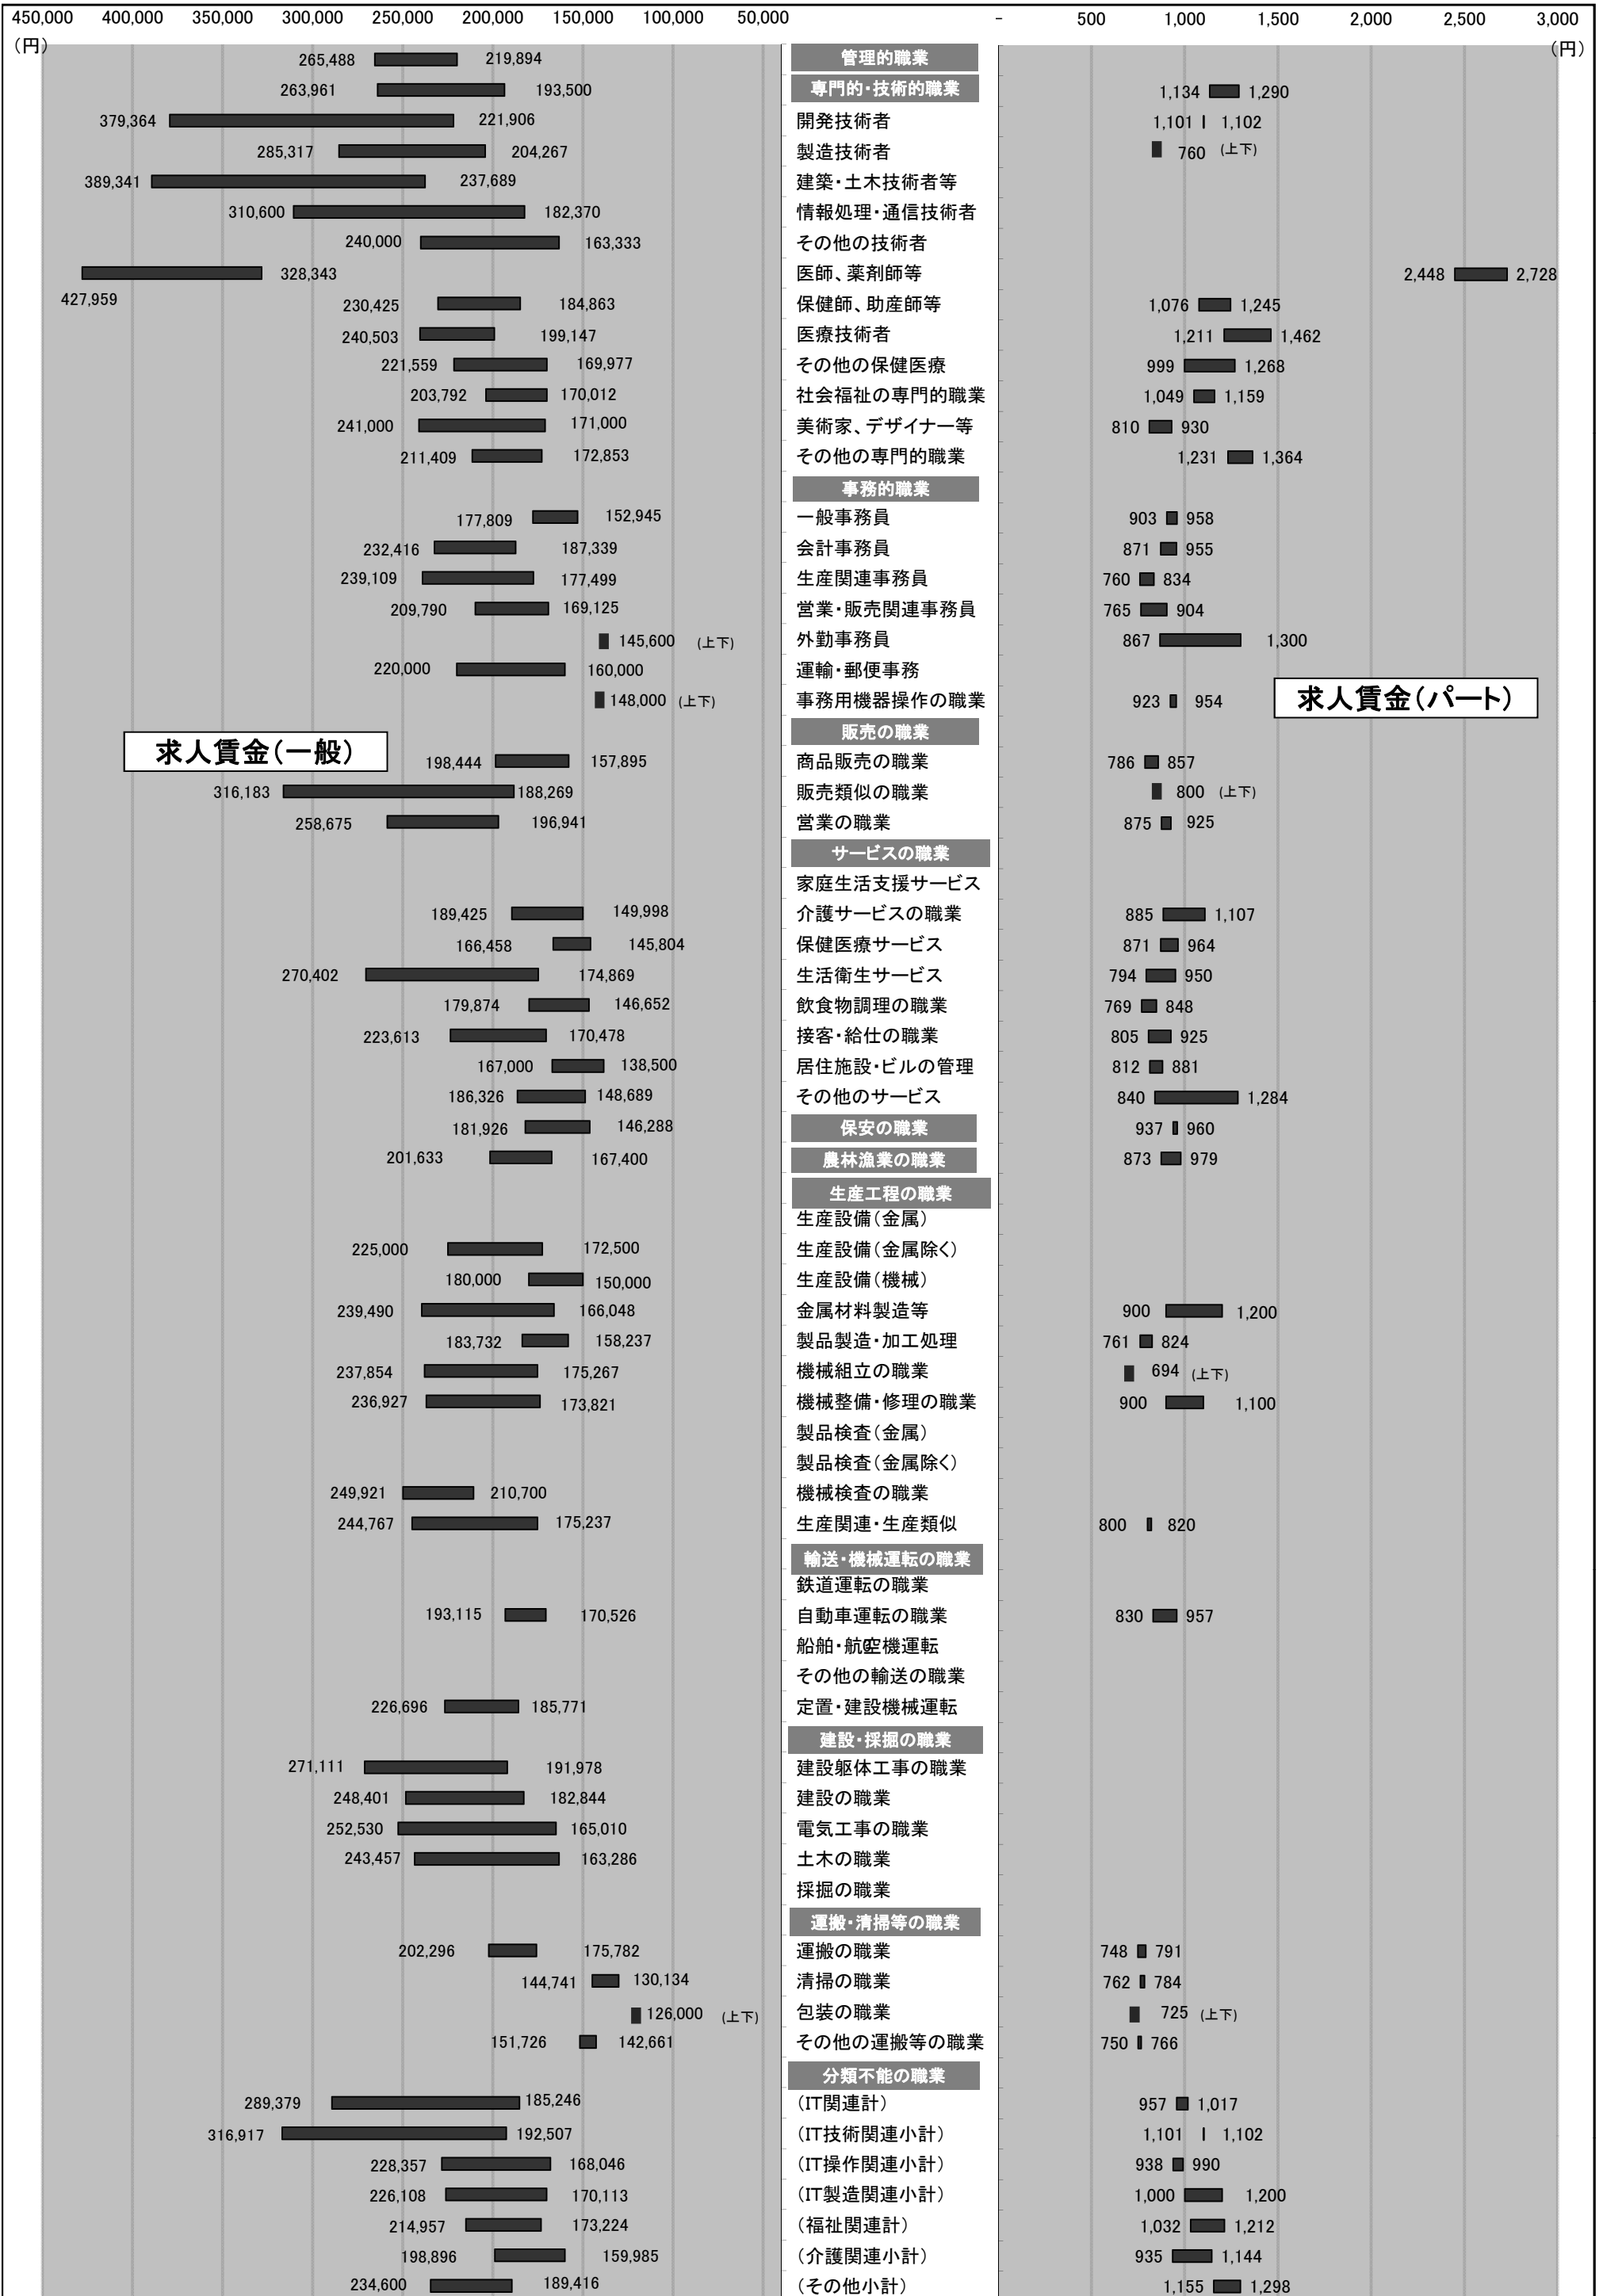 450,000 400,000 350,000 300,000 250,000 200,000 150,000 100,000 50,000 - 500 1,000 1,500 2,000 2,500 3,000
(円) (円)
265,488 219,894 管理的職業
263,961 193,500 専門的・技術的職業 1,134 1,290
379,364 221,906 開発技術者 1,101 1,102
285,317 204,267 製造技術者 760 (上下)
389,341 237,689 建築・土木技術者等
310,600 182,370 情報処理・通信技術者
240,000 163,333 その他の技術者
427,959 328,343 医師、薬剤師等 2,448 2,728
230,425 184,863 保健師、助産師等 1,076 1,245
240,503 199,147 医療技術者 1,211 1,462
221,559 169,977 その他の保健医療 999 1,268
203,792 170,012 社会福祉の専門的職業 1,049 1,159
241,000 171,000 美術家、デザイナー等 810 930
211,409 172,853 その他の専門的職業 1,231 1,364
事務的職業
177,809 152,945 一般事務員 903 958
232,416 187,339 会計事務員 871 955
239,109 177,499 生産関連事務員 760 834
209,790 169,125 営業・販売関連事務員 765 904
145,600 (上下) 外勤事務員 867 1,300
220,000 160,000 運輸・郵便事務
148,000 (上下) 事務用機器操作の職業 923 954 求人賃金(パート)
販売の職業
求人賃金(一般)
198,444 157,895 商品販売の職業 786 857
316,183 188,269 販売類似の職業 800 (上下)
258,675 196,941 営業の職業 875 925
サービスの職業
家庭生活支援サービス
189,425 149,998 介護サービスの職業 885 1,107
166,458 145,804 保健医療サービス 871 964
270,402 174,869 生活衛生サービス 794 950
179,874 146,652 飲食物調理の職業 769 848
223,613 170,478 接客・給仕の職業 805 925
167,000 138,500 居住施設・ビルの管理 812 881
186,326 148,689 その他のサービス 840 1,284
181,926 146,288 保安の職業 937 960
201,633 167,400 農林漁業の職業 873 979
生産工程の職業
生産設備(金属)
225,000 172,500 生産設備(金属除く)
180,000 150,000 生産設備(機械)
239,490 166,048 金属材料製造等 900 1,200
183,732 158,237 製品製造・加工処理 761 824
237,854 175,267 機械組立の職業 694 (上下)
236,927 173,821 機械整備・修理の職業 900 1,100
製品検査(金属)
製品検査(金属除く)
249,921 210,700 機械検査の職業
244,767 175,237 生産関連・生産類似 800 820
輸送・機械運転の職業
鉄道運転の職業
193,115 170,526 自動車運転の職業 830 957
船舶・航空機運転
その他の輸送の職業
226,696 185,771 定置・建設機械運転
建設・採掘の職業
271,111 191,978 建設躯体工事の職業
248,401 182,844 建設の職業
252,530 165,010 電気工事の職業
243,457 163,286 土木の職業
採掘の職業
運搬・清掃等の職業
202,296 175,782 運搬の職業 748 791
144,741 130,134 清掃の職業 762 784
126,000 (上下) 包装の職業 725 (上下)
151,726 142,661 その他の運搬等の職業 750 766
分類不能の職業
289,379 185,246 (IT関連計) 957 1,017
316,917 192,507 (IT技術関連小計) 1,101 1,102
228,357 168,046 (IT操作関連小計) 938 990
226,108 170,113 (IT製造関連小計) 1,000 1,200
214,957 173,224 (福祉関連計) 1,032 1,212
198,896 159,985 (介護関連小計) 935 1,144
234,600 189,416 (その他小計) 1,155 1,298